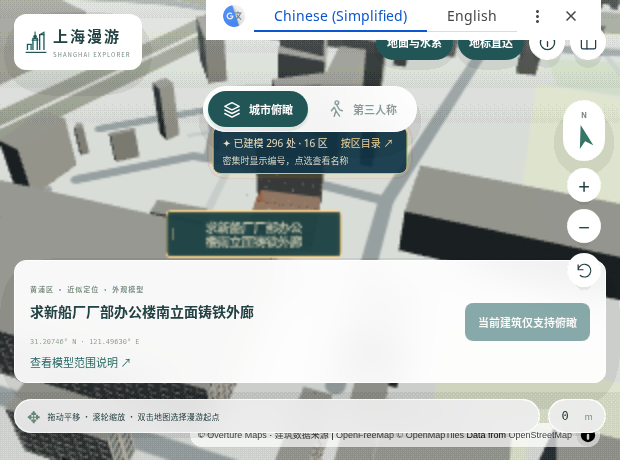 Chinese (Simplified)
English
上海漫游
SHANGHAI EXPLORER
地面与水系
地标直达
城市俯瞰
第三人称
N
✦ 已建模 296 处 · 16 区 按区目录 ↗
密集时显示编号，点选查看名称
求新船厂厂部办公
楼南立面铸铁外廊
黄浦区 · 近似定位 · 外观模型
求新船厂厂部办公楼南立面铸铁外廊
31.20746° N · 121.49630° E
查看模型范围说明 ↗
当前建筑仅支持俯瞰
拖动平移 · 滚轮缩放 · 双击地图选择漫游起点
0 m
© Overture Maps · 建筑数据来源 | OpenFreeMap © OpenMapTiles Data from OpenStreetMap